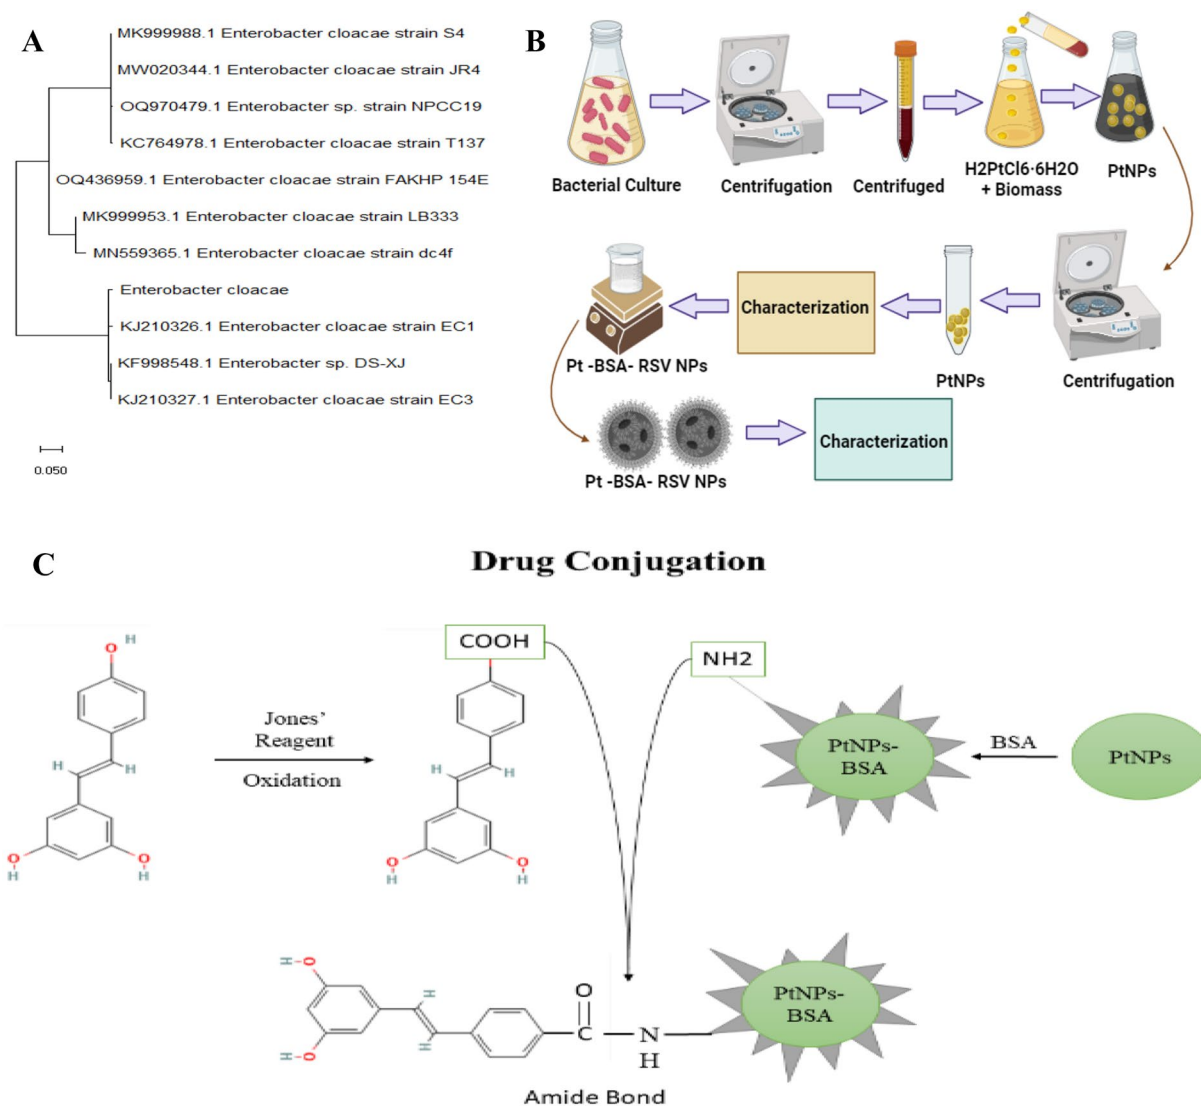 A
MK999988.1 Enterobacter cloacae strain S4
MW020344.1 Enterobacter cloacae strain JR4
OQ970479.1 Enterobacter sp. strain NPCC19
KC764978.1 Enterobacter cloacae strain T137
OQ436959.1 Enterobacter cloacae strain FAKHP 154E
MK999953.1 Enterobacter cloacae strain LB333
MN559365.1 Enterobacter cloacae strain dc4f
Enterobacter cloacae
KJ210326.1 Enterobacter cloacae strain EC1
KF998548.1 Enterobacter sp. DS-XJ
KJ210327.1 Enterobacter cloacae strain EC3
0.050
B
Bacterial Culture
Centrifugation
Centrifuged
H2PtCl6·6H2O
+ Biomass
PtNPs
Pt -BSA- RSV NPs
Characterization
PtNPs
Centrifugation
Pt -BSA- RSV NPs
Characterization
C
Drug Conjugation
H
O
H
H
O
H
O
H
Jones'
Reagent
Oxidation
COOH
H
H
O
H
O
H
NH2
PtNPs-
BSA
BSA
PtNPs
H-O
H
H
H-O
O
C
N
H
PtNPs-
BSA
Amide Bond